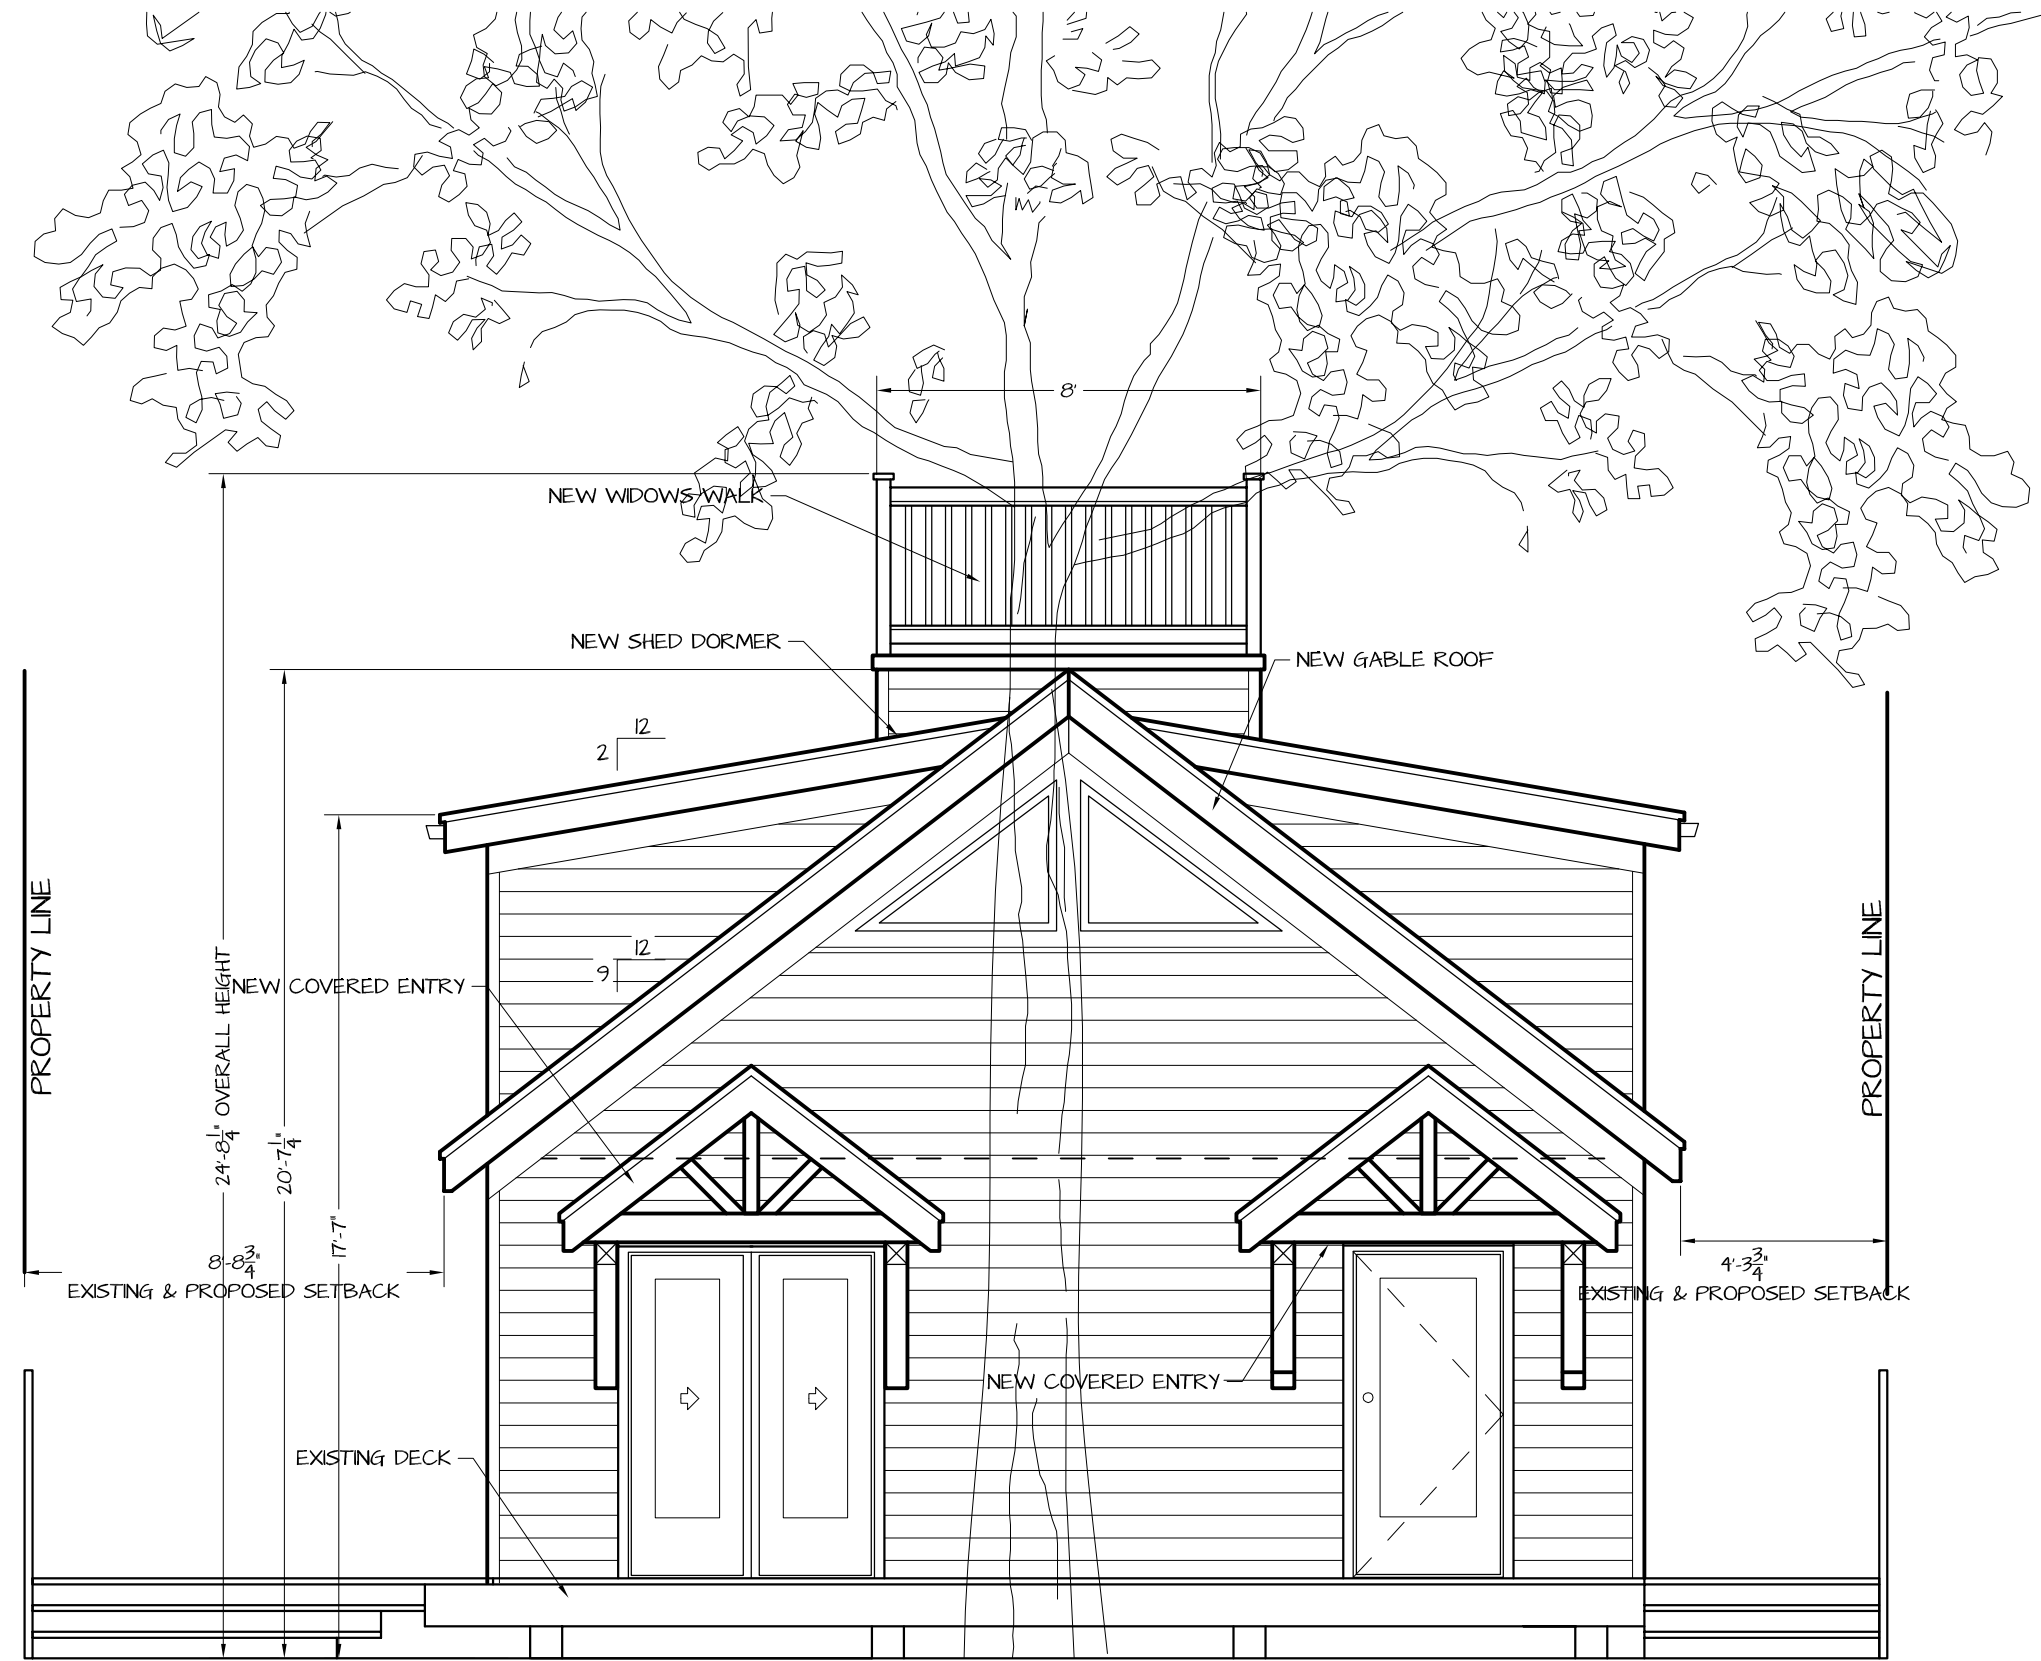 8'
NEW WIDOWS WALK
NEW SHED DORMER
NEW GABLE ROOF
12
2
PROPERTY LINE
PROPERTY LINE
12
9
NEW COVERED ENTRY
24'-8 1/4" OVERALL HEIGHT
20'-7 1/4"
17'-7"
8'-8 3/4"
EXISTING & PROPOSED SETBACK
4'-3 3/4"
EXISTING & PROPOSED SETBACK
NEW COVERED ENTRY
EXISTING DECK